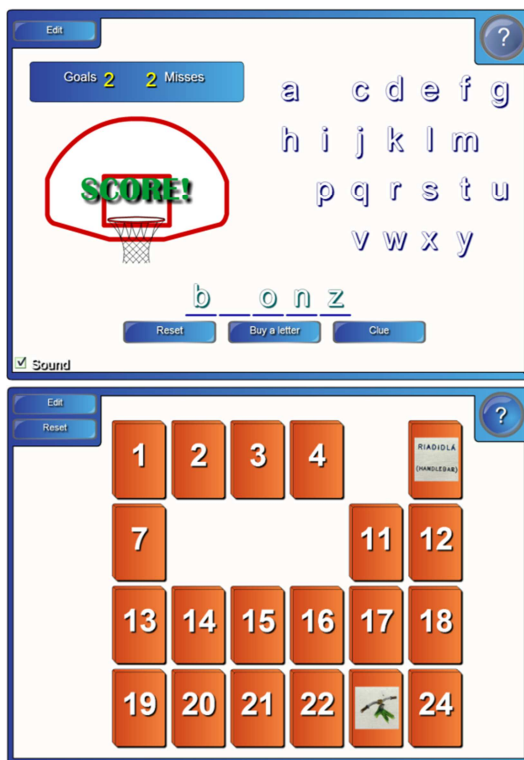 Edit
?
Goals 2 2 Misses
a c d e f g
h i j k l m
SCORE!
p q r s t u
v w x y
b _ o n z
Reset Buy a letter Clue
Sound
Edit
?
Reset
1 2 3 4 RIADIDLÁ
(HANDLEBAR)
7 11 12
13 14 15 16 17 18
19 20 21 22 24